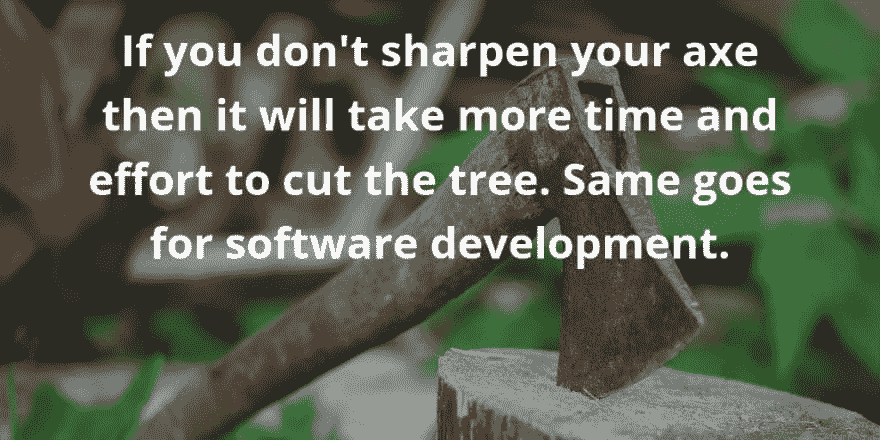 If you don't sharpen your axe
then it will take more time and
effort to cut the tree. Same goes
for software development.